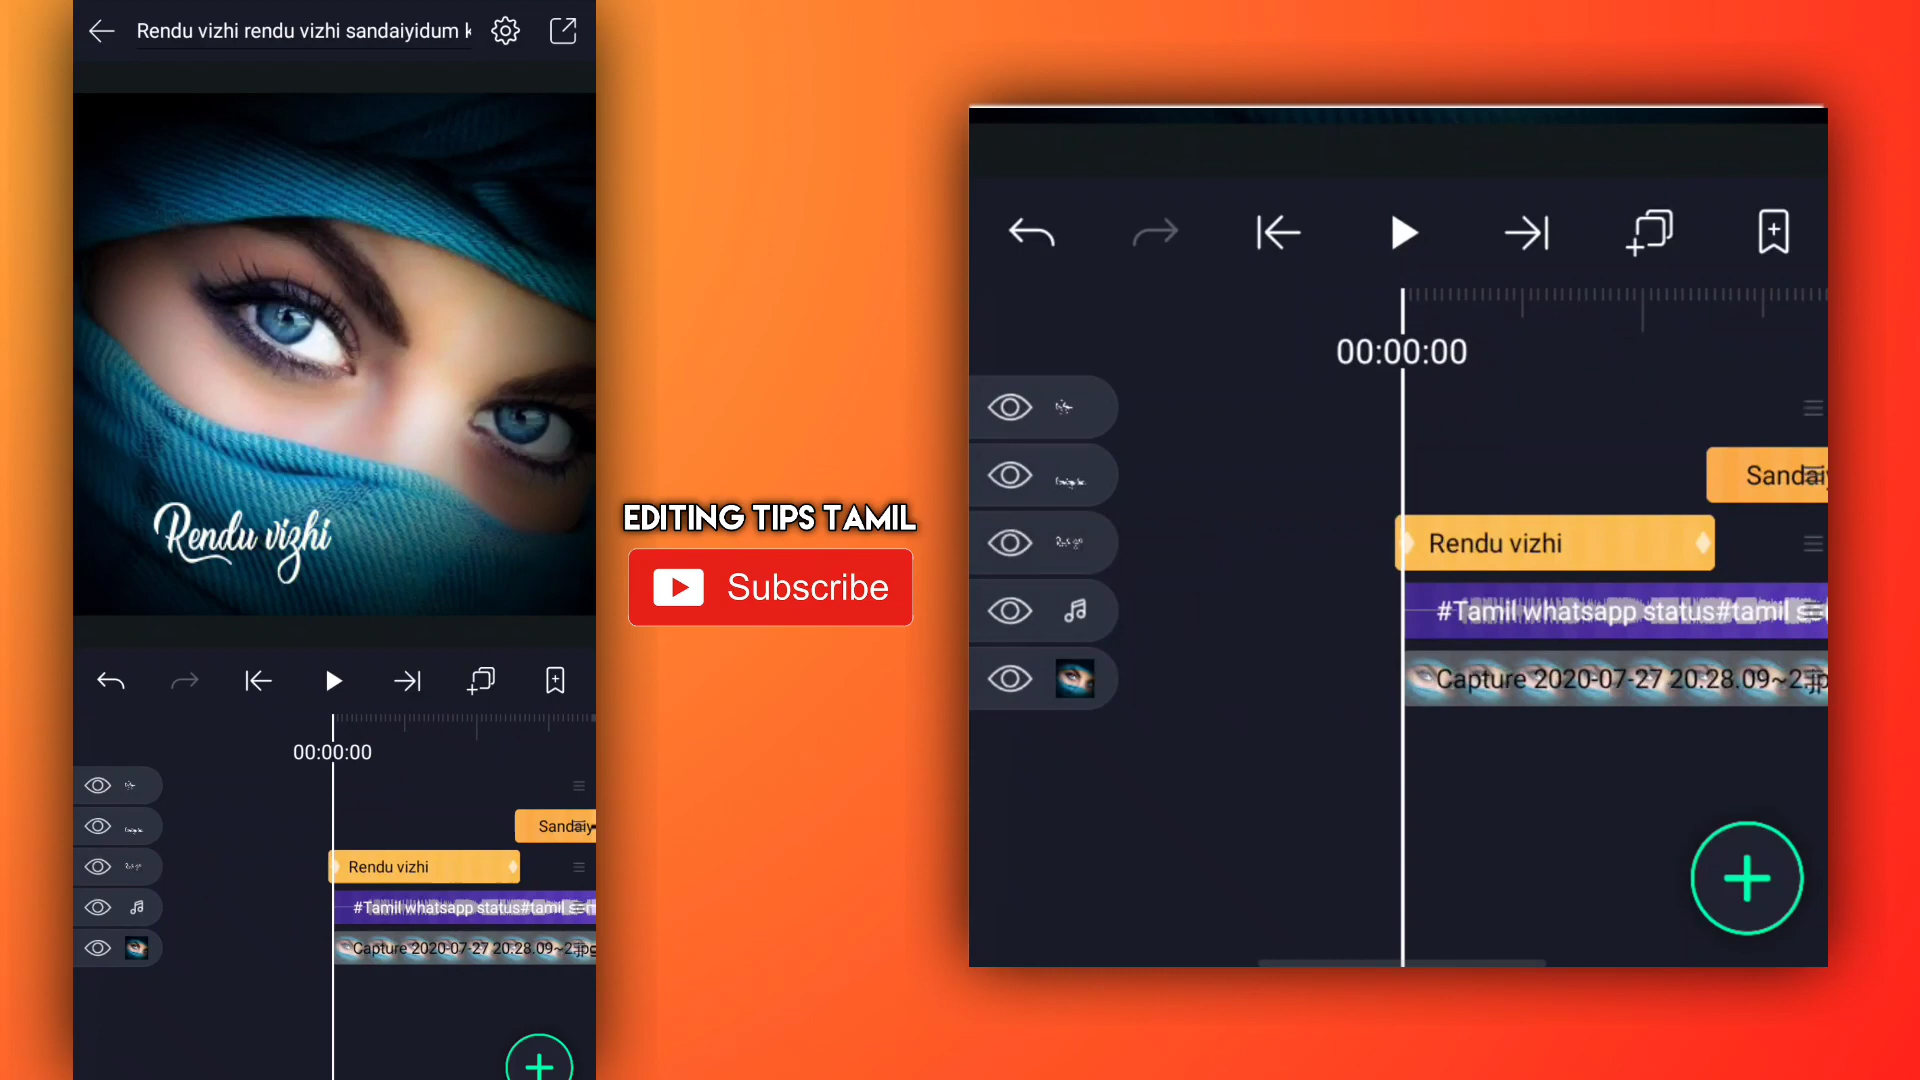 Rendu vizhi rendu vizhi sandaiyidum k
Rendu vizhi
00:00:00
Sandaiy
Rendu vizhi
#Tamil whatsapp status#tamil s
Capture 2020-07-27 20.28.09~2.jpg
EDITING TIPS TAMIL
Subscribe
00:00:00
Sandaiy
Rendu vizhi
#Tamil whatsapp status#tamil s
Capture 2020-07-27 20.28.09~2.jp